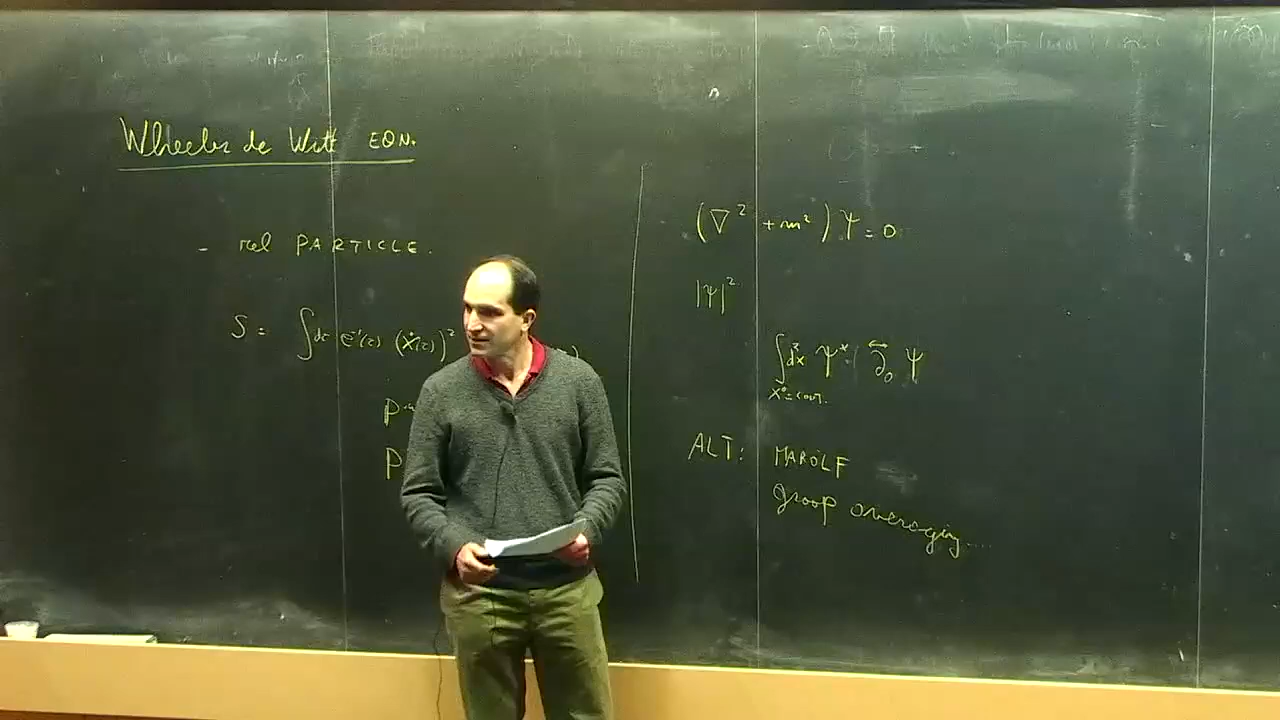 Wheeler de Witt EQN.
- rel PARTICLE.
S = ∫dτ e⁻¹(τ) (ẋ(τ))²
P
P
(∇² + m²) Ψ = 0
|Ψ|²
∫d³x Ψ* ∂↔₀ Ψ
x⁰=const.
ALT: MAROLF
group averaging....